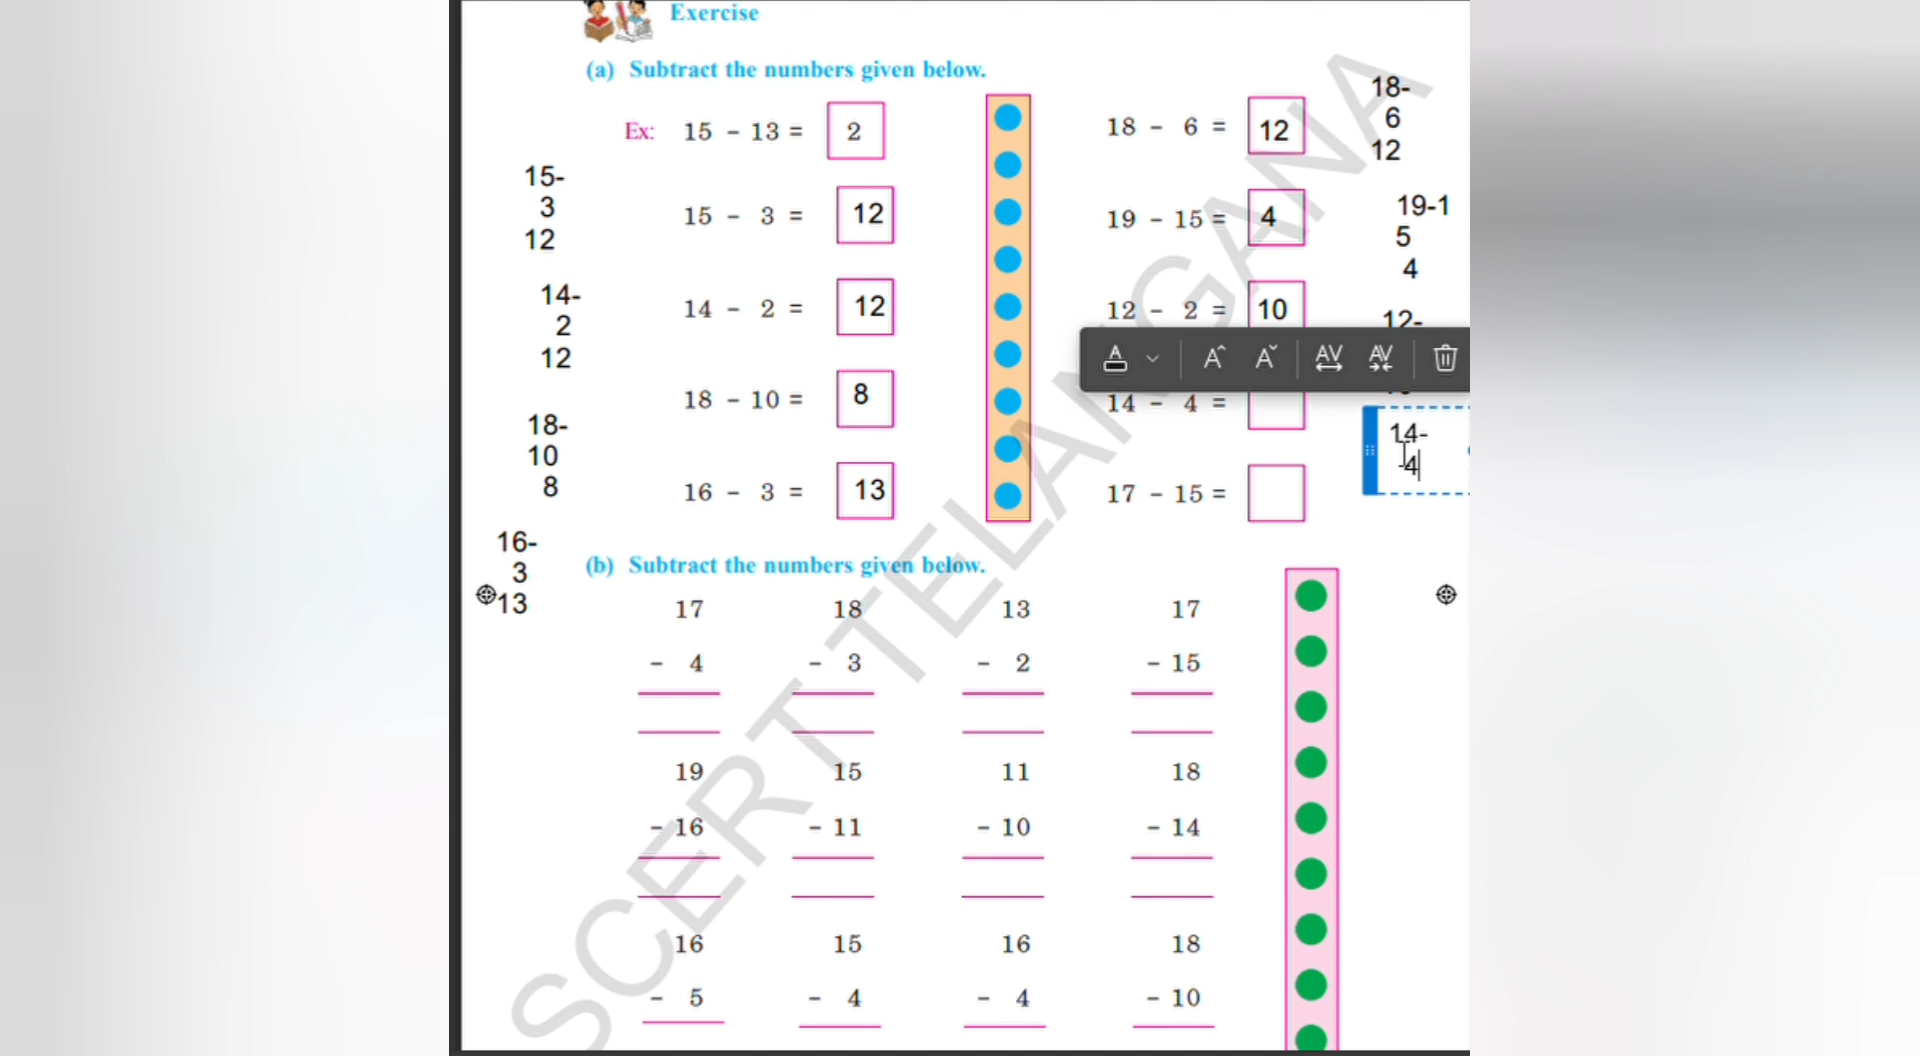 Exercise
(a) Subtract the numbers given below.
Ex: 15 - 13 = 2
15 - 3 = 12
14 - 2 = 12
18 - 10 = 8
16 - 3 = 13
18 - 6 = 12
19 - 15 = 4
12 - 2 = 10
14 - 4 =
17 - 15 =
15-
3
12
14-
2
12
18-
10
8
16-
3
13
18-
6
12
19-1
5
4
12-
14-
4
(b) Subtract the numbers given below.
17 18 13 17
- 4 - 3 - 2 - 15
19 15 11 18
- 16 - 11 - 10 - 14
16 15 16 18
- 5 - 4 - 4 - 10
SCERT TELANGANA
A A A AV AV